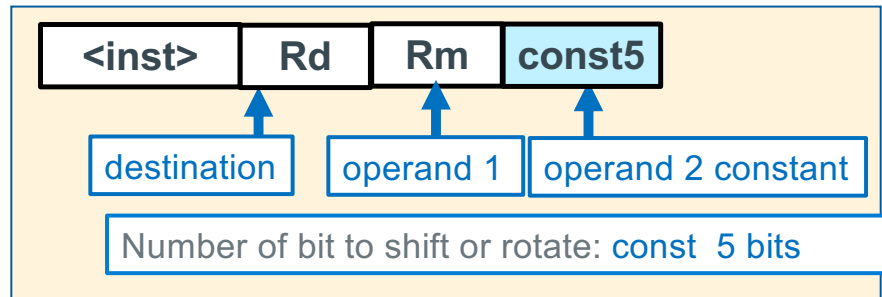 <inst> Rd Rm const5
destination operand 1 operand 2 constant
Number of bit to shift or rotate: const 5 bits